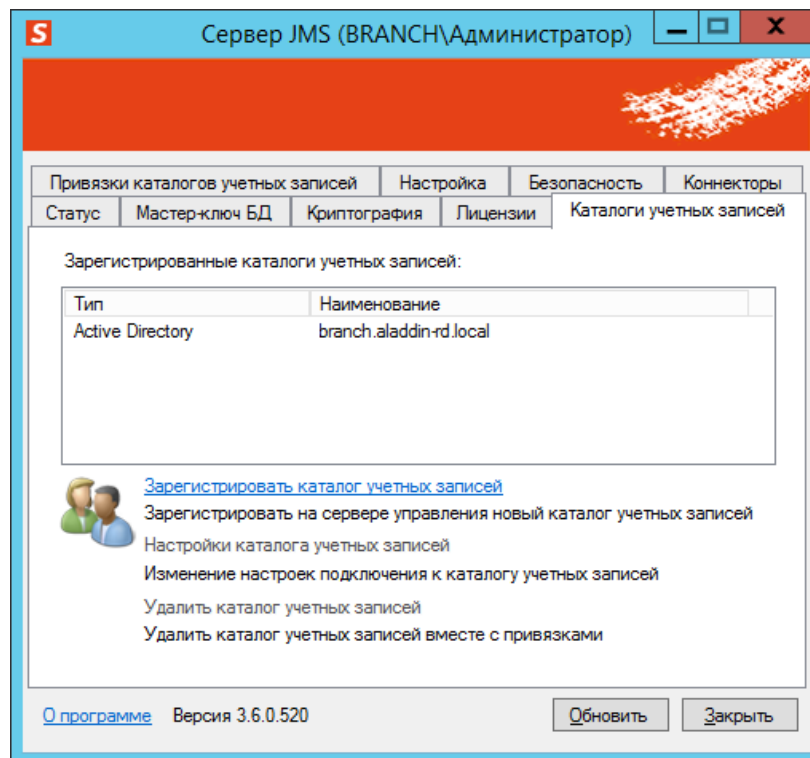 Сервер JMS (BRANCH\Администратор)
Привязки каталогов учетных записей Настройка Безопасность Коннекторы
Статус Мастер-ключ БД Криптография Лицензии Каталоги учетных записей
Зарегистрированные каталоги учетных записей:
Тип Наименование
Active Directory branch.aladdin-rd.local
Зарегистрировать каталог учетных записей
Зарегистрировать на сервере управления новый каталог учетных записей
Настройки каталога учетных записей
Изменение настроек подключения к каталогу учетных записей
Удалить каталог учетных записей
Удалить каталог учетных записей вместе с привязками
О программе Версия 3.6.0.520 Обновить Закрыть